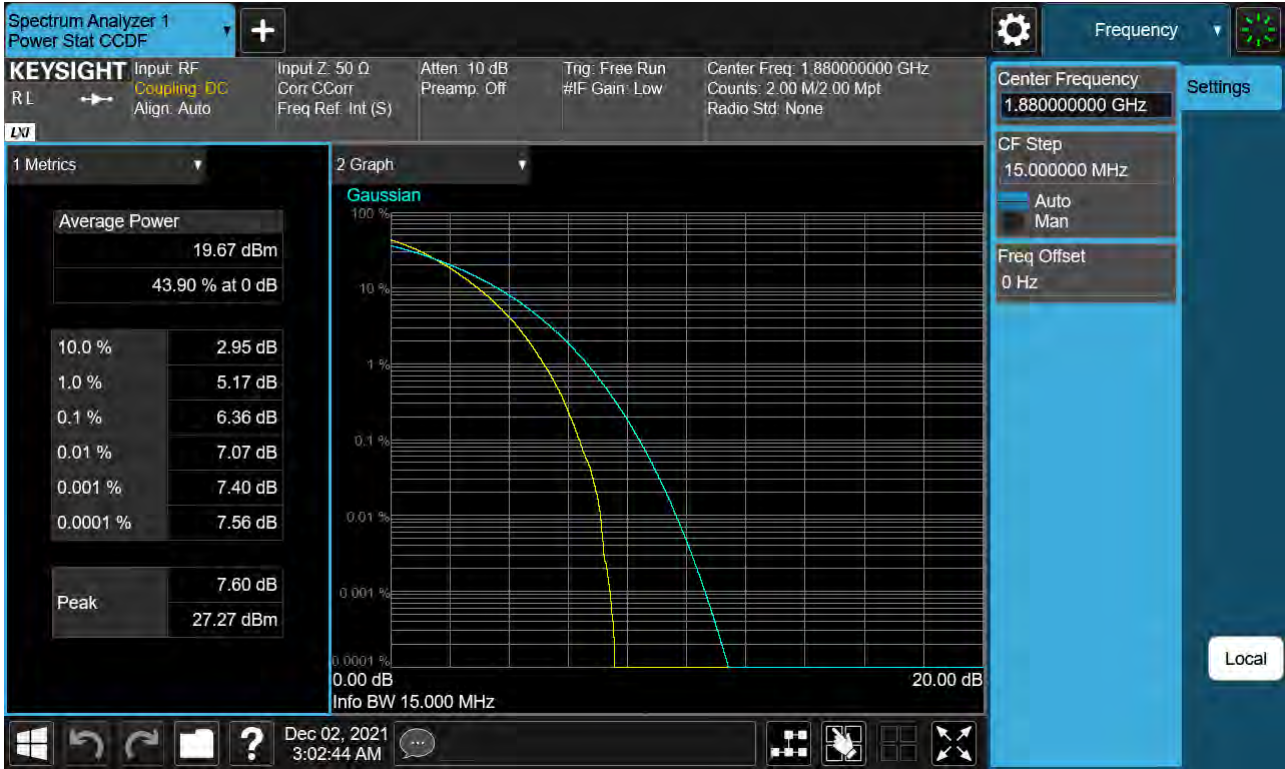 Spectrum Analyzer 1
Power Stat CCDF
Frequency
KEYSIGHT
R L
LXI
Input: RF
Coupling: DC
Align: Auto
Input Z: 50 Ω
Corr CCorr
Freq Ref: Int (S)
Atten: 10 dB
Preamp: Off
Trig: Free Run
#IF Gain: Low
Center Freq: 1.880000000 GHz
Counts: 2.00 M/2.00 Mpt
Radio Std: None
Center Frequency
1.880000000 GHz
Settings
CF Step
15.000000 MHz
Auto
Man
Freq Offset
0 Hz
1 Metrics
Average Power
19.67 dBm
43.90 % at 0 dB
10.0 % 2.95 dB
1.0 % 5.17 dB
0.1 % 6.36 dB
0.01 % 7.07 dB
0.001 % 7.40 dB
0.0001 % 7.56 dB
Peak
7.60 dB
27.27 dBm
2 Graph
Gaussian
100 %
10 %
1 %
0.1 %
0.01 %
0.001 %
0.0001 %
0.00 dB 20.00 dB
Info BW 15.000 MHz
Local
?
Dec 02, 2021
3:02:44 AM